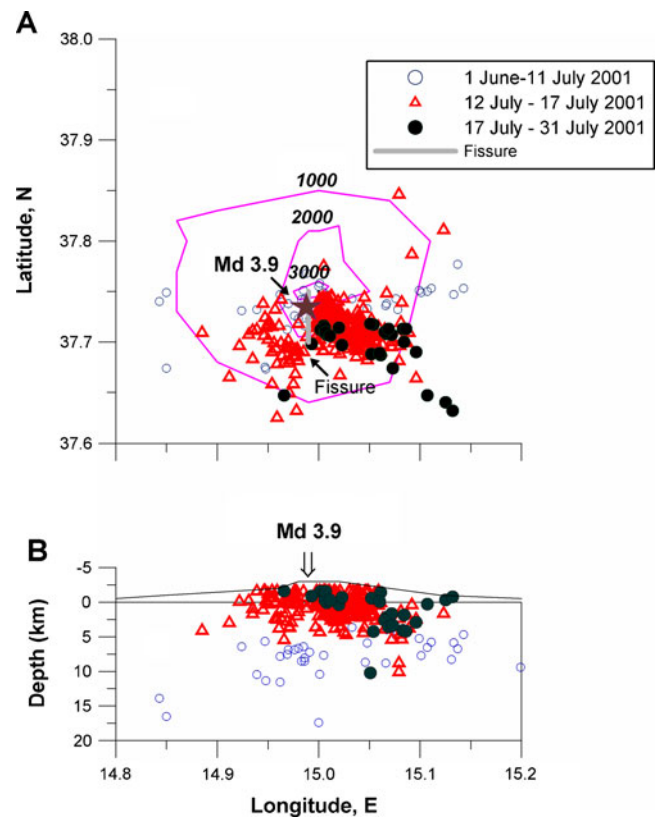 A
38.0
37.9
37.8
37.7
37.6
Latitude, N
1 June-11 July 2001
12 July - 17 July 2001
17 July - 31 July 2001
Fissure
1000
2000
3000
Md 3.9
Fissure
B
Md 3.9
-5
0
5
10
15
20
Depth (km)
14.8 14.9 15.0 15.1 15.2
Longitude, E